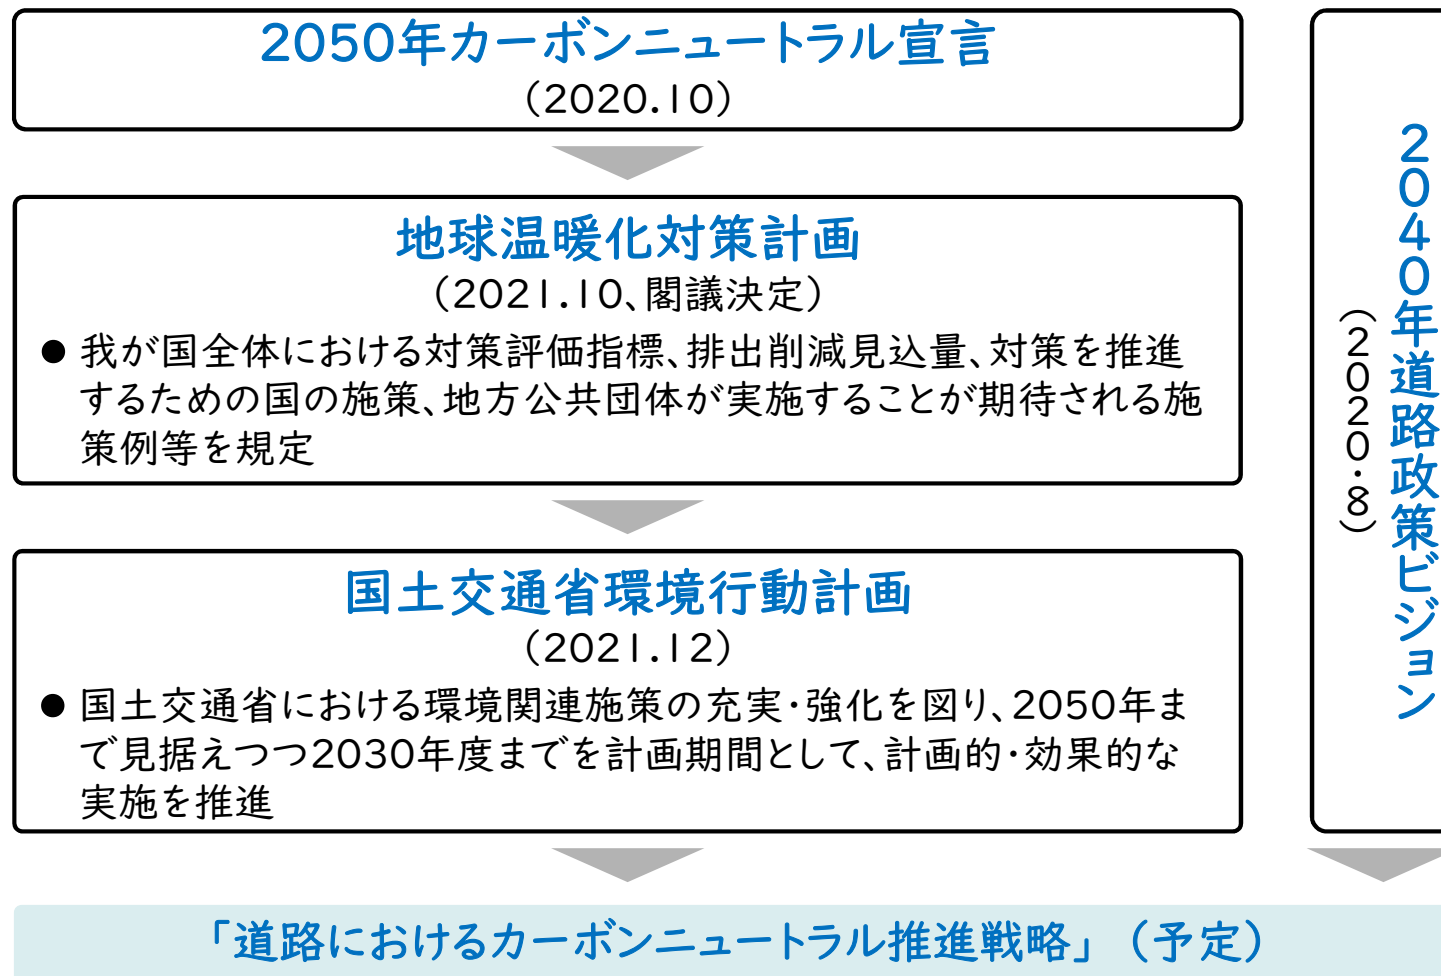 2050年カーボンニュートラル宣言
（2020.10）
地球温暖化対策計画
（2021.10、閣議決定）
● 我が国全体における対策評価指標、排出削減見込量、対策を推進
するための国の施策、地方公共団体が実施することが期待される施
策例等を規定
国土交通省環境行動計画
（2021.12）
● 国土交通省における環境関連施策の充実・強化を図り、2050年ま
で見据えつつ2030年度までを計画期間として、計画的・効果的な
実施を推進
２０４０年道路政策ビジョン
（２０２０．８）
「道路におけるカーボンニュートラル推進戦略」（予定）